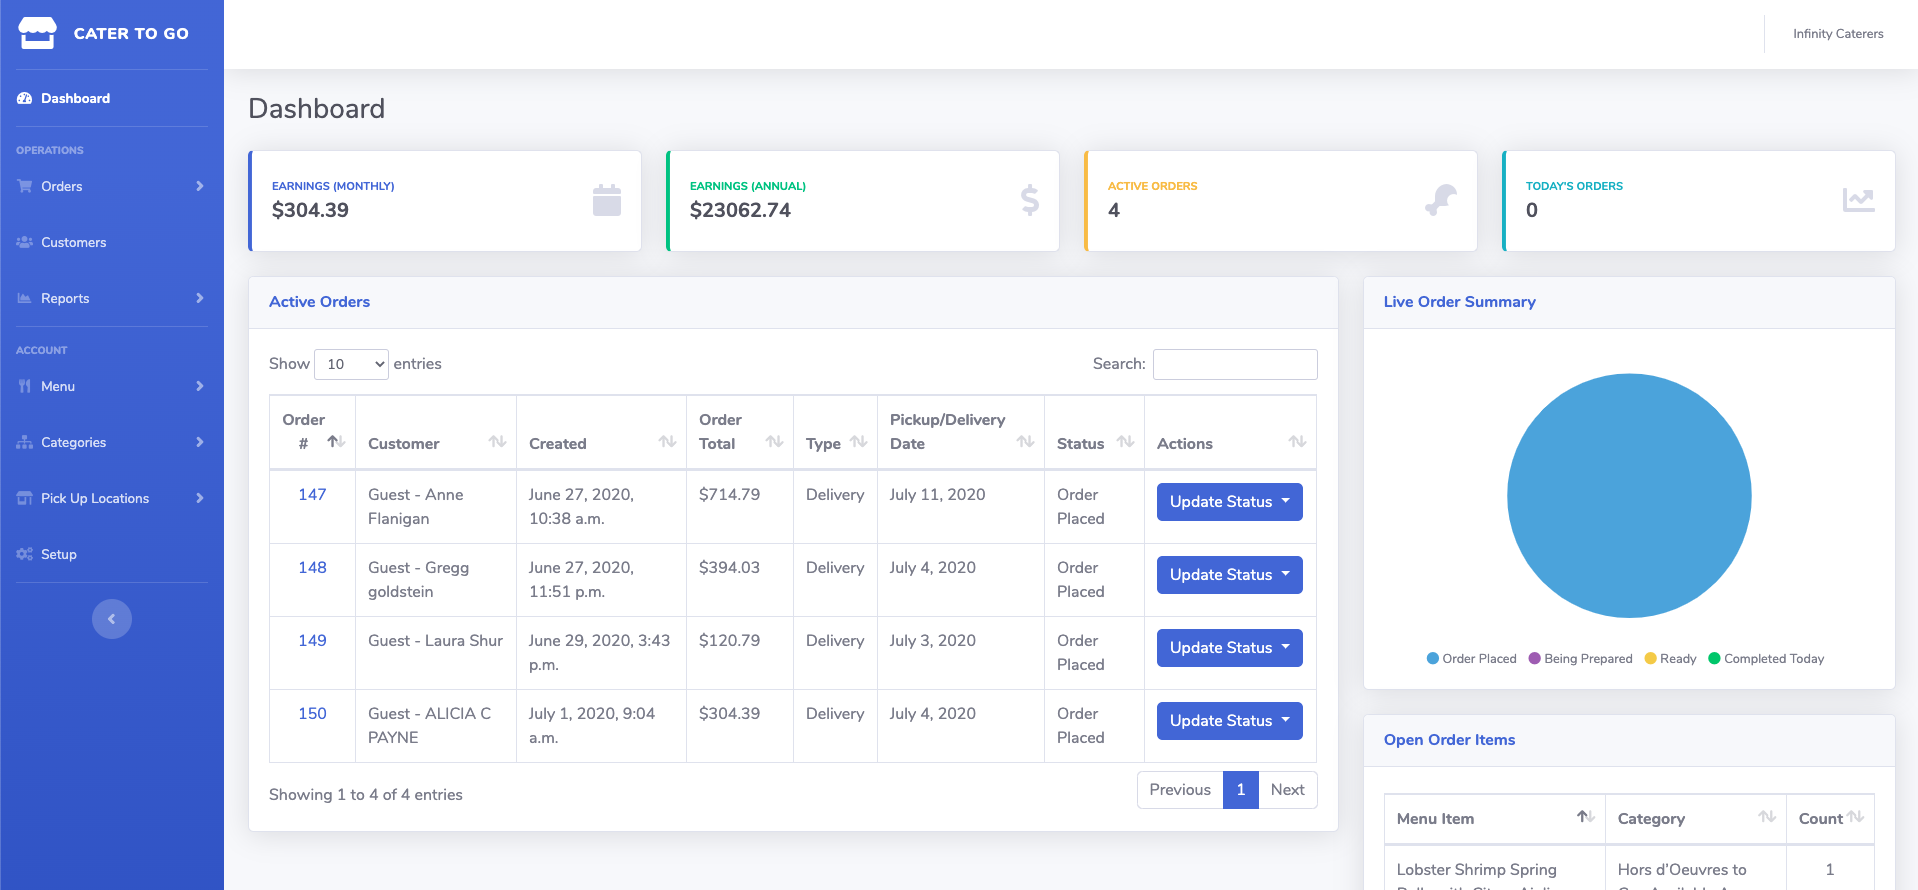 CATER TO GO
Infinity Caterers
Dashboard
OPERATIONS
Orders
Customers
Reports
ACCOUNT
Menu
Categories
Pick Up Locations
Setup
Dashboard
EARNINGS (MONTHLY)
$304.39
EARNINGS (ANNUAL)
$23062.74
ACTIVE ORDERS
4
TODAY'S ORDERS
0
Active Orders
Show 10 entries
Search:
Order # Customer Created Order Total Type Pickup/Delivery Date Status Actions
147 Guest - Anne Flanigan June 27, 2020, 10:38 a.m. $714.79 Delivery July 11, 2020 Order Placed Update Status
148 Guest - Gregg goldstein June 27, 2020, 11:51 p.m. $394.03 Delivery July 4, 2020 Order Placed Update Status
149 Guest - Laura Shur June 29, 2020, 3:43 p.m. $120.79 Delivery July 3, 2020 Order Placed Update Status
150 Guest - ALICIA C PAYNE July 1, 2020, 9:04 a.m. $304.39 Delivery July 4, 2020 Order Placed Update Status
Showing 1 to 4 of 4 entries
Previous 1 Next
Live Order Summary
Order Placed Being Prepared Ready Completed Today
Open Order Items
Menu Item Category Count
Lobster Shrimp Spring Hors d'Oeuvres to 1